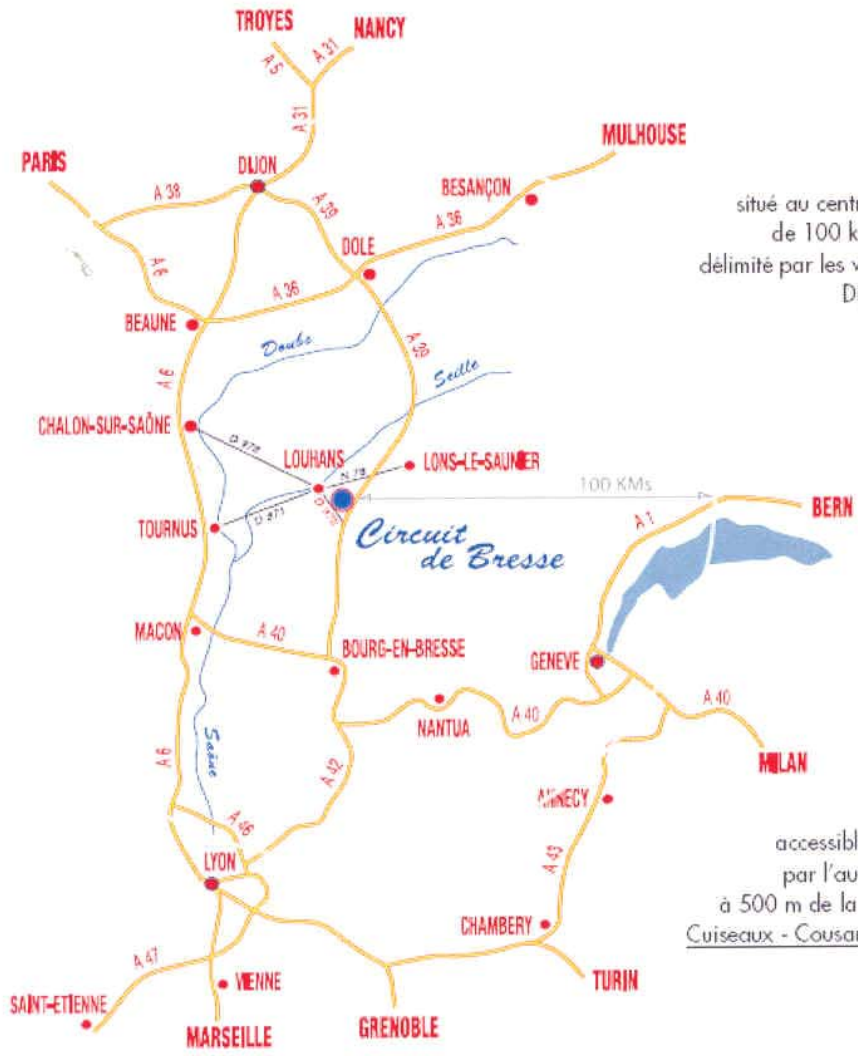 TROYES
NANCY
A 5
A 31
A 31
PARIS
DIJON
MULHOUSE
A 38
A 39
BESANÇON
A 36
DOLE
A 6
A 36
BEAUNE
situé au centr
de 100 k
délimité par les v
D
Doubs
A 39
A 6
Seille
CHALON-SUR-SAÔNE
D 978
LOUHANS
N 78
LONS-LE-SAUNIER
100 KMs
D 971
TOURNUS
Circuit
de Bresse
A 1
BERN
MACON
A 40
BOURG-EN-BRESSE
GENEVE
NANTUA
A 40
A 40
Saône
A 6
A 42
MILAN
ANNECY
A 46
LYON
A 43
accessibl
par l'au
à 500 m de la
Cuiseaux - Cousan
CHAMBERY
A 47
VIENNE
TURIN
SAINT-ETIENNE
MARSEILLE
GRENOBLE